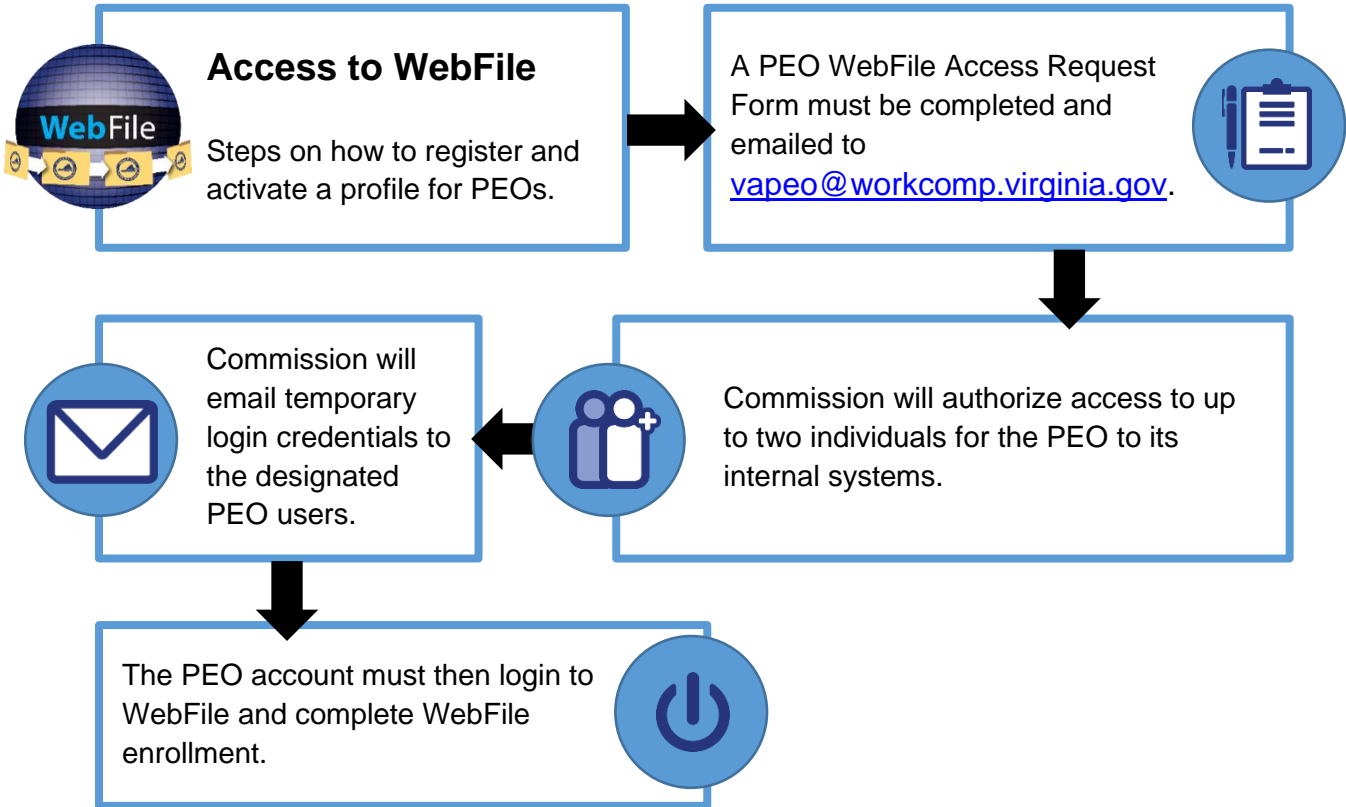 Access to WebFile
WebFile
Steps on how to register and
activate a profile for PEOs.
A PEO WebFile Access Request
Form must be completed and
emailed to
vapeo@workcomp.virginia.gov.
Commission will authorize access to up
to two individuals for the PEO to its
internal systems.
Commission will
email temporary
login credentials to
the designated
PEO users.
The PEO account must then login to
WebFile and complete WebFile
enrollment.